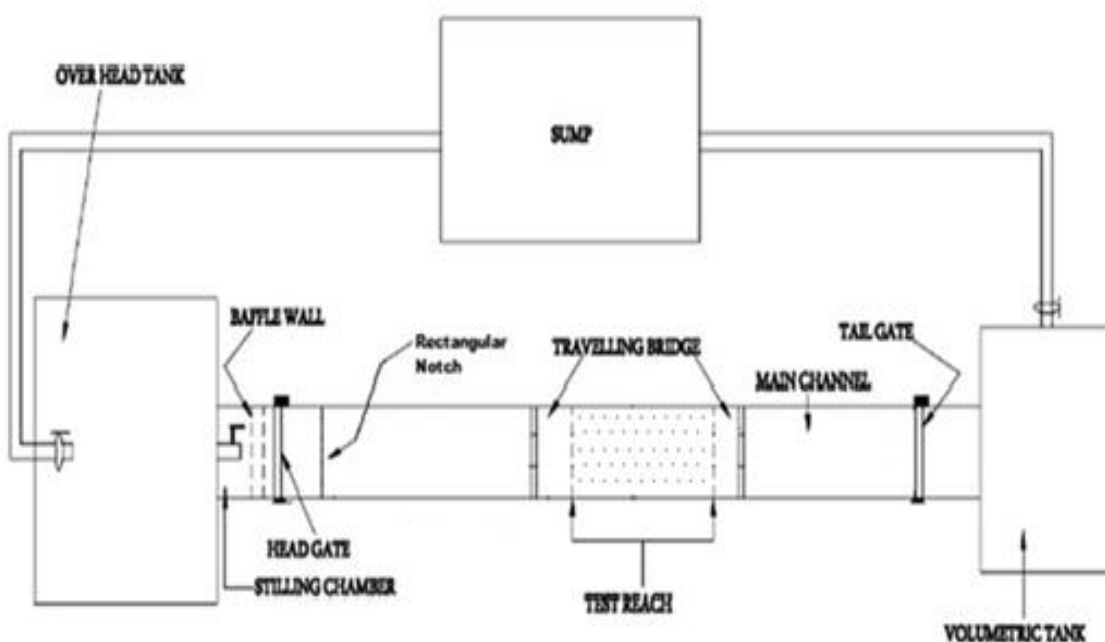 OVER HEAD TANK
SUMP
BAFFLE WALL
Rectangular
Notch
TRAVELLING BRIDGE
TAIL GATE
MAIN CHANNEL
HEAD GATE
STILLING CHAMBER
TEST REACH
VOLUMETRIC TANK